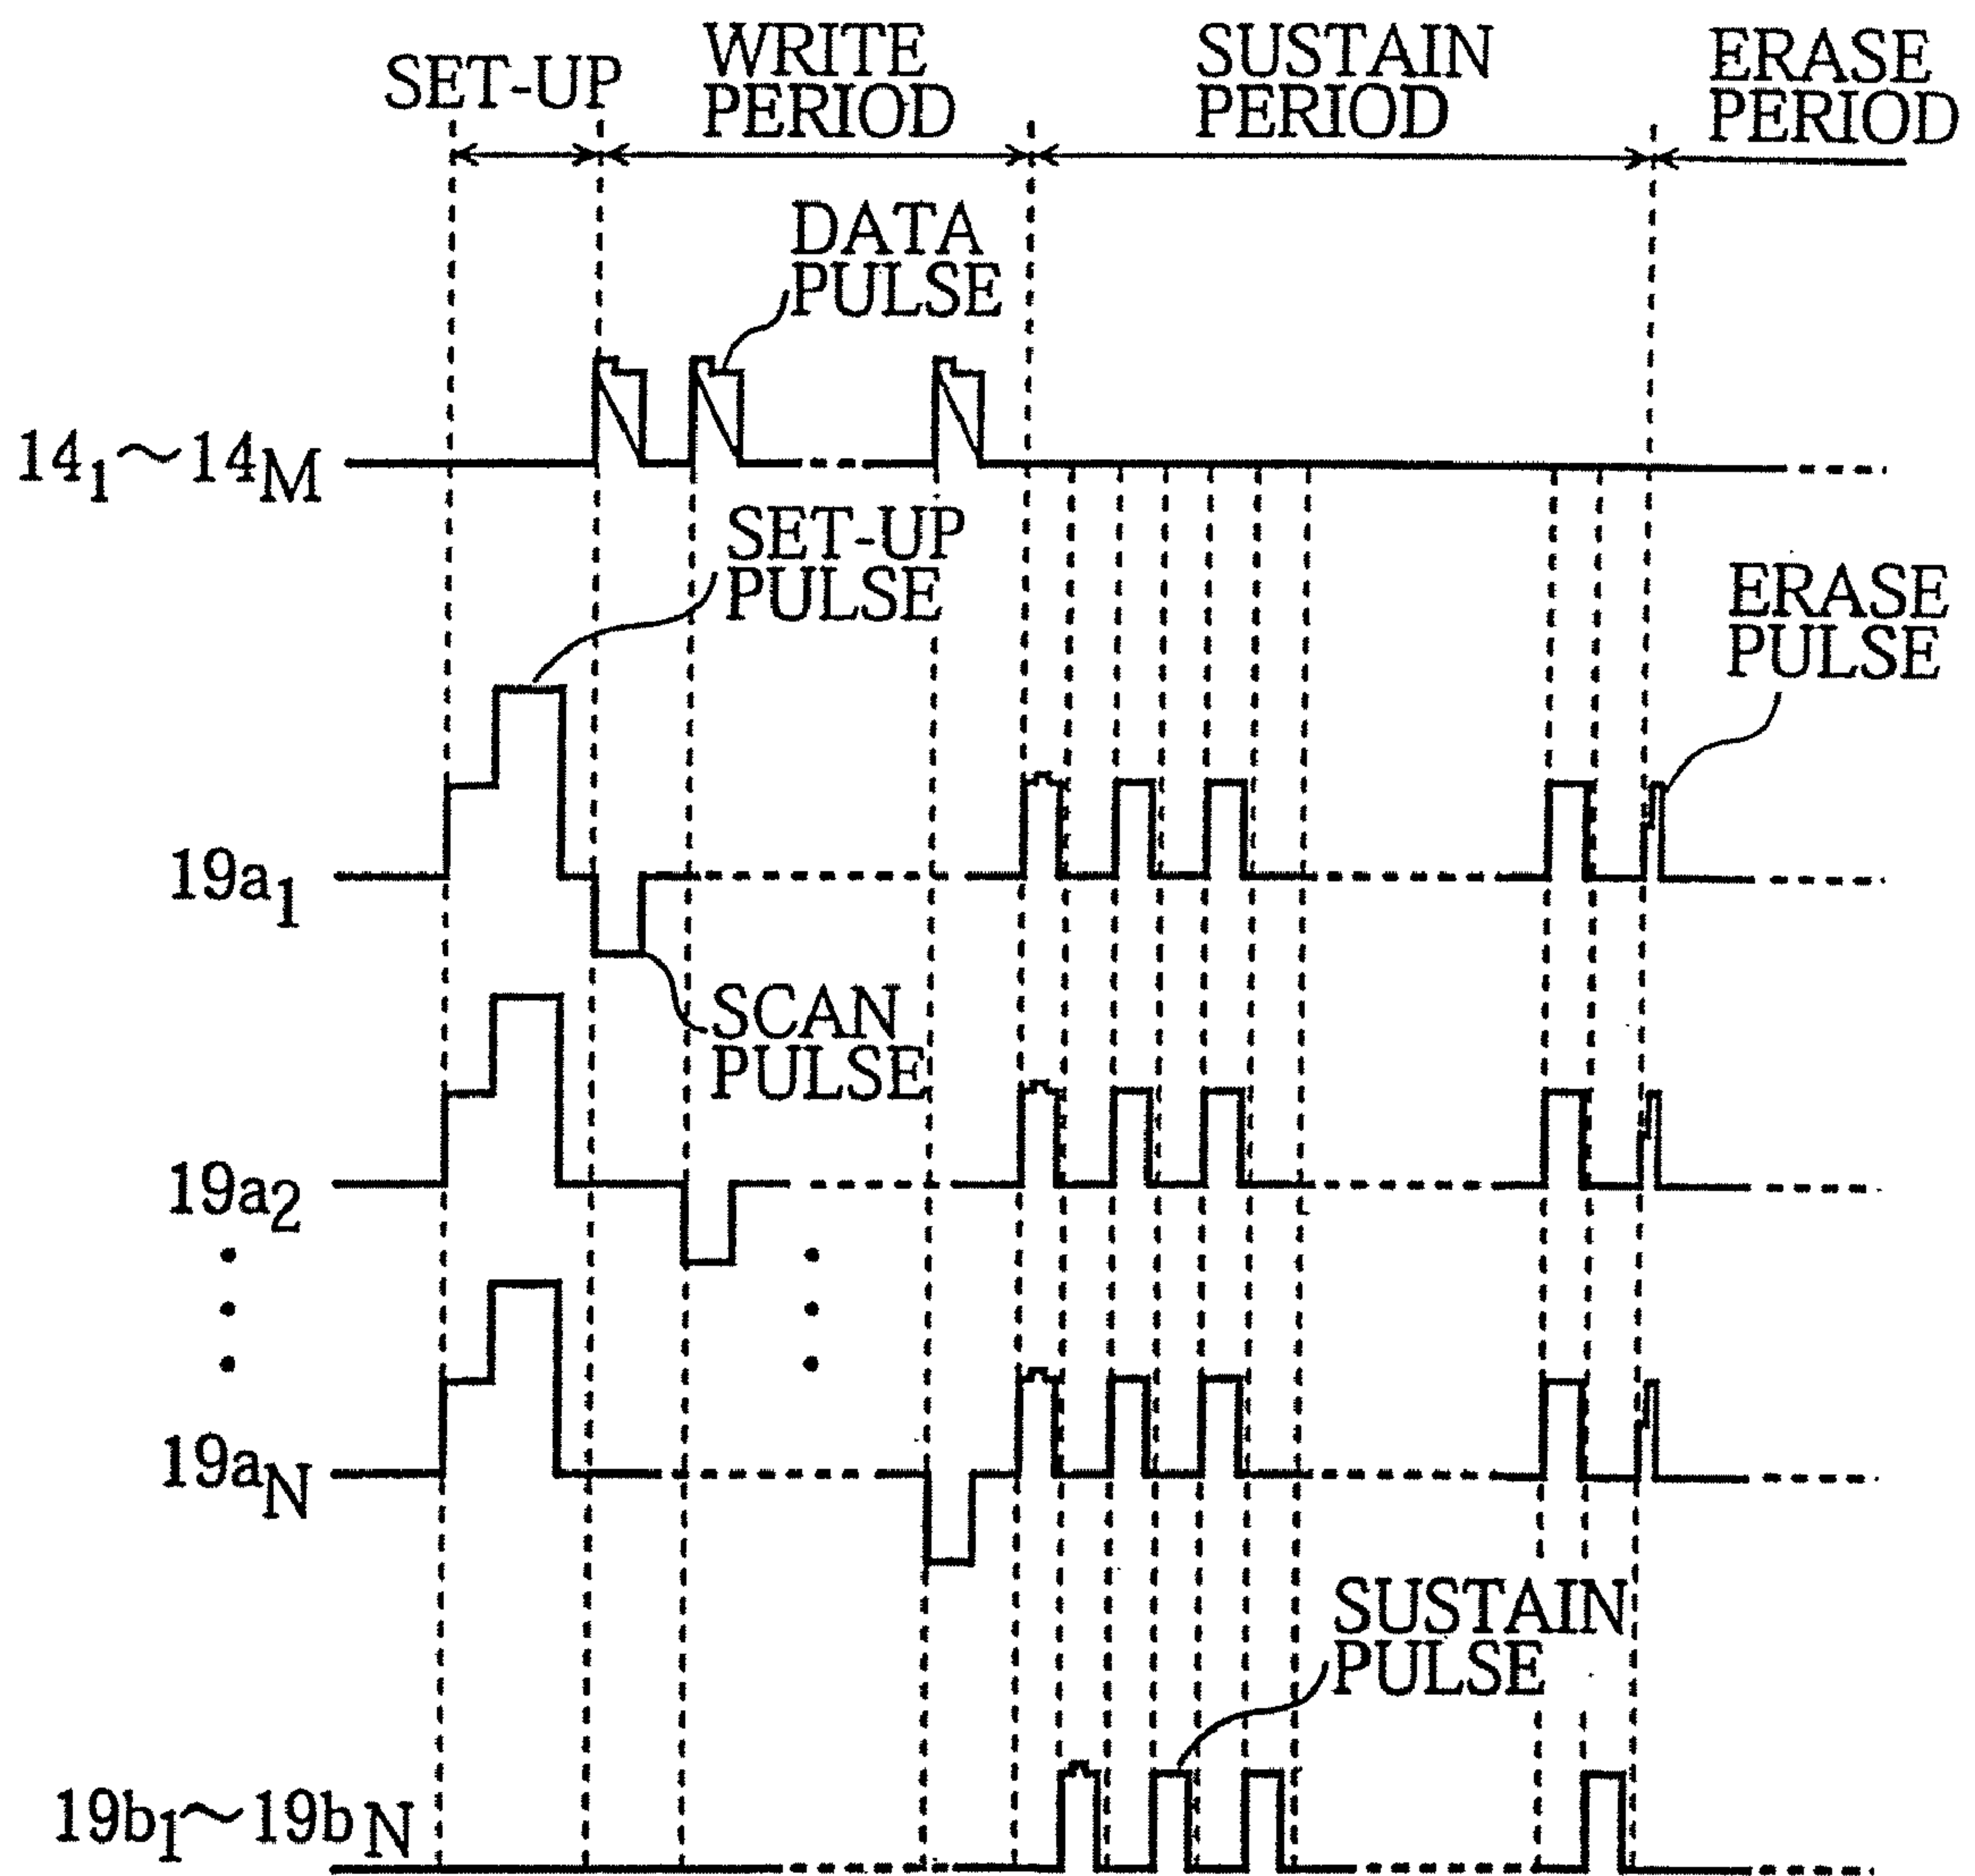 SET-UP
WRITE
PERIOD
SUSTAIN
PERIOD
ERASE
PERIOD
DATA
PULSE
14₁~14M
SET-UP
PULSE
ERASE
PULSE
19a₁
SCAN
PULSE
19a₂
19aN
SUSTAIN
PULSE
19b₁~19bN